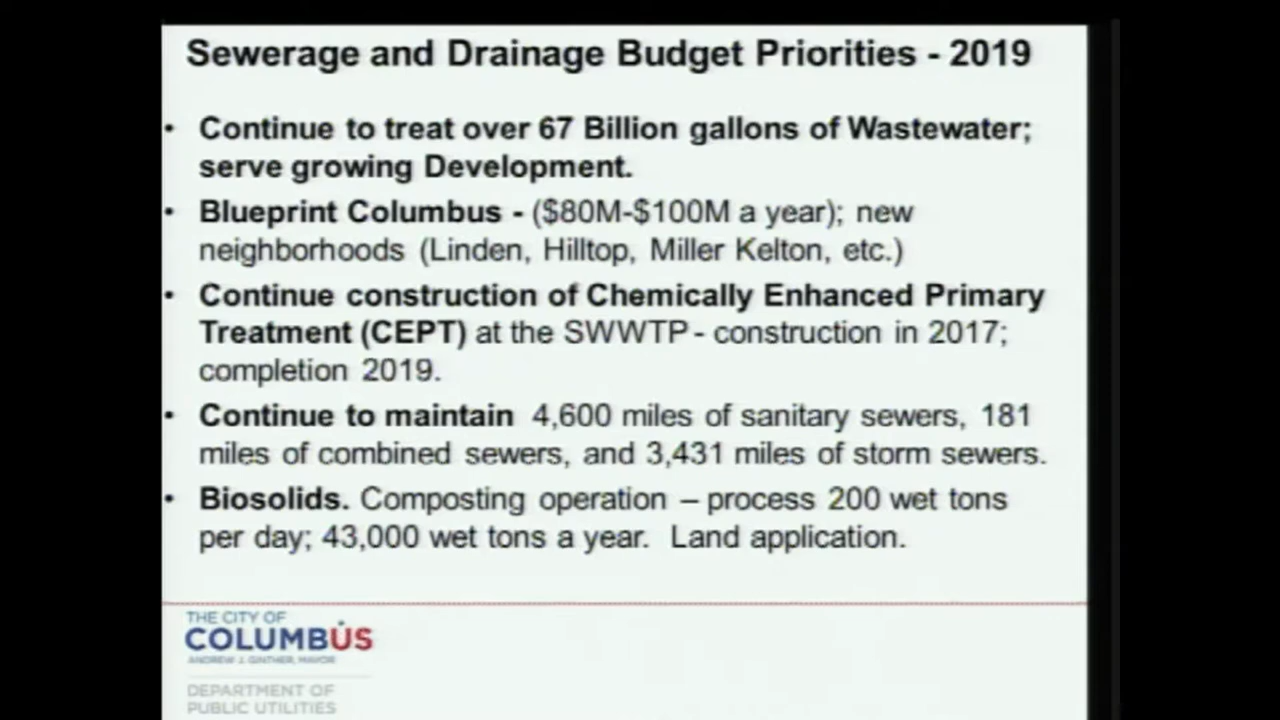 Sewerage and Drainage Budget Priorities - 2019
• Continue to treat over 67 Billion gallons of Wastewater;
serve growing Development.
• Blueprint Columbus - ($80M-$100M a year); new
neighborhoods (Linden, Hilltop, Miller Kelton, etc.)
• Continue construction of Chemically Enhanced Primary
Treatment (CEPT) at the SWWTP - construction in 2017;
completion 2019.
• Continue to maintain 4,600 miles of sanitary sewers, 181
miles of combined sewers, and 3,431 miles of storm sewers.
• Biosolids. Composting operation – process 200 wet tons
per day; 43,000 wet tons a year. Land application.
THE CITY OF
COLUMBUS
ANDREW J. GINTHER, MAYOR
DEPARTMENT OF
PUBLIC UTILITIES